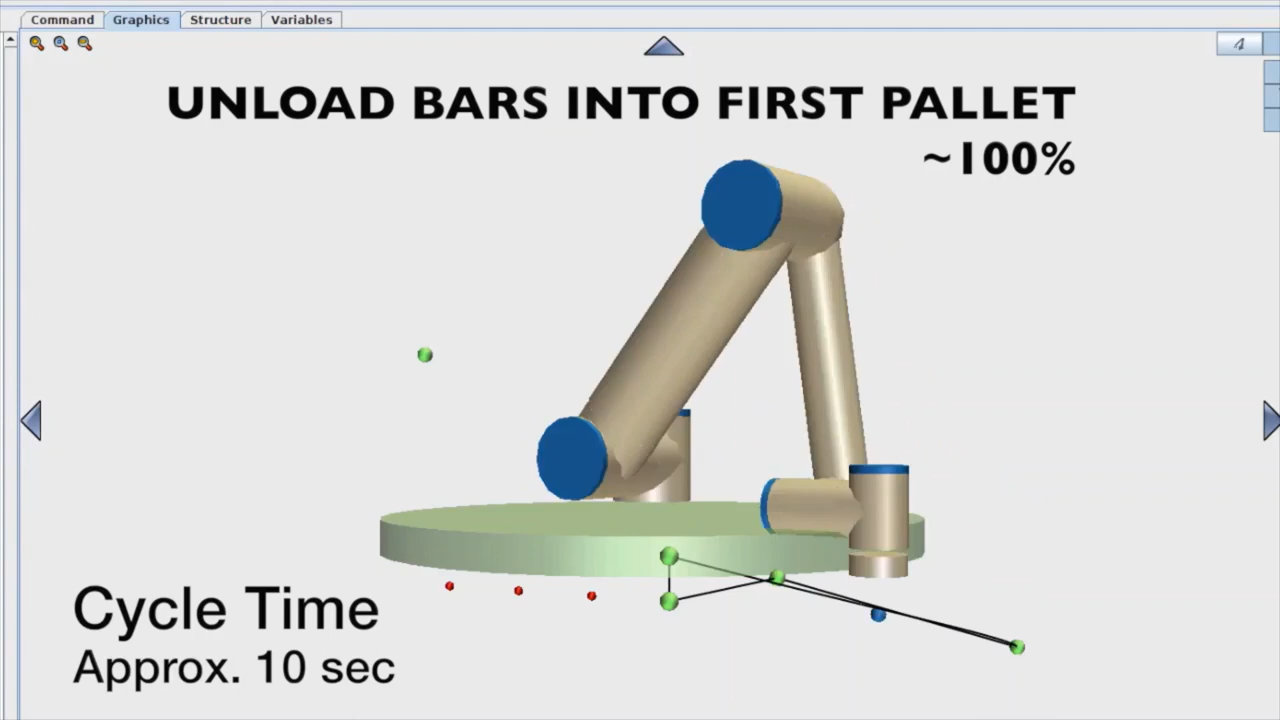 Command Graphics Structure Variables
UNLOAD BARS INTO FIRST PALLET
~100%
Cycle Time
Approx. 10 sec